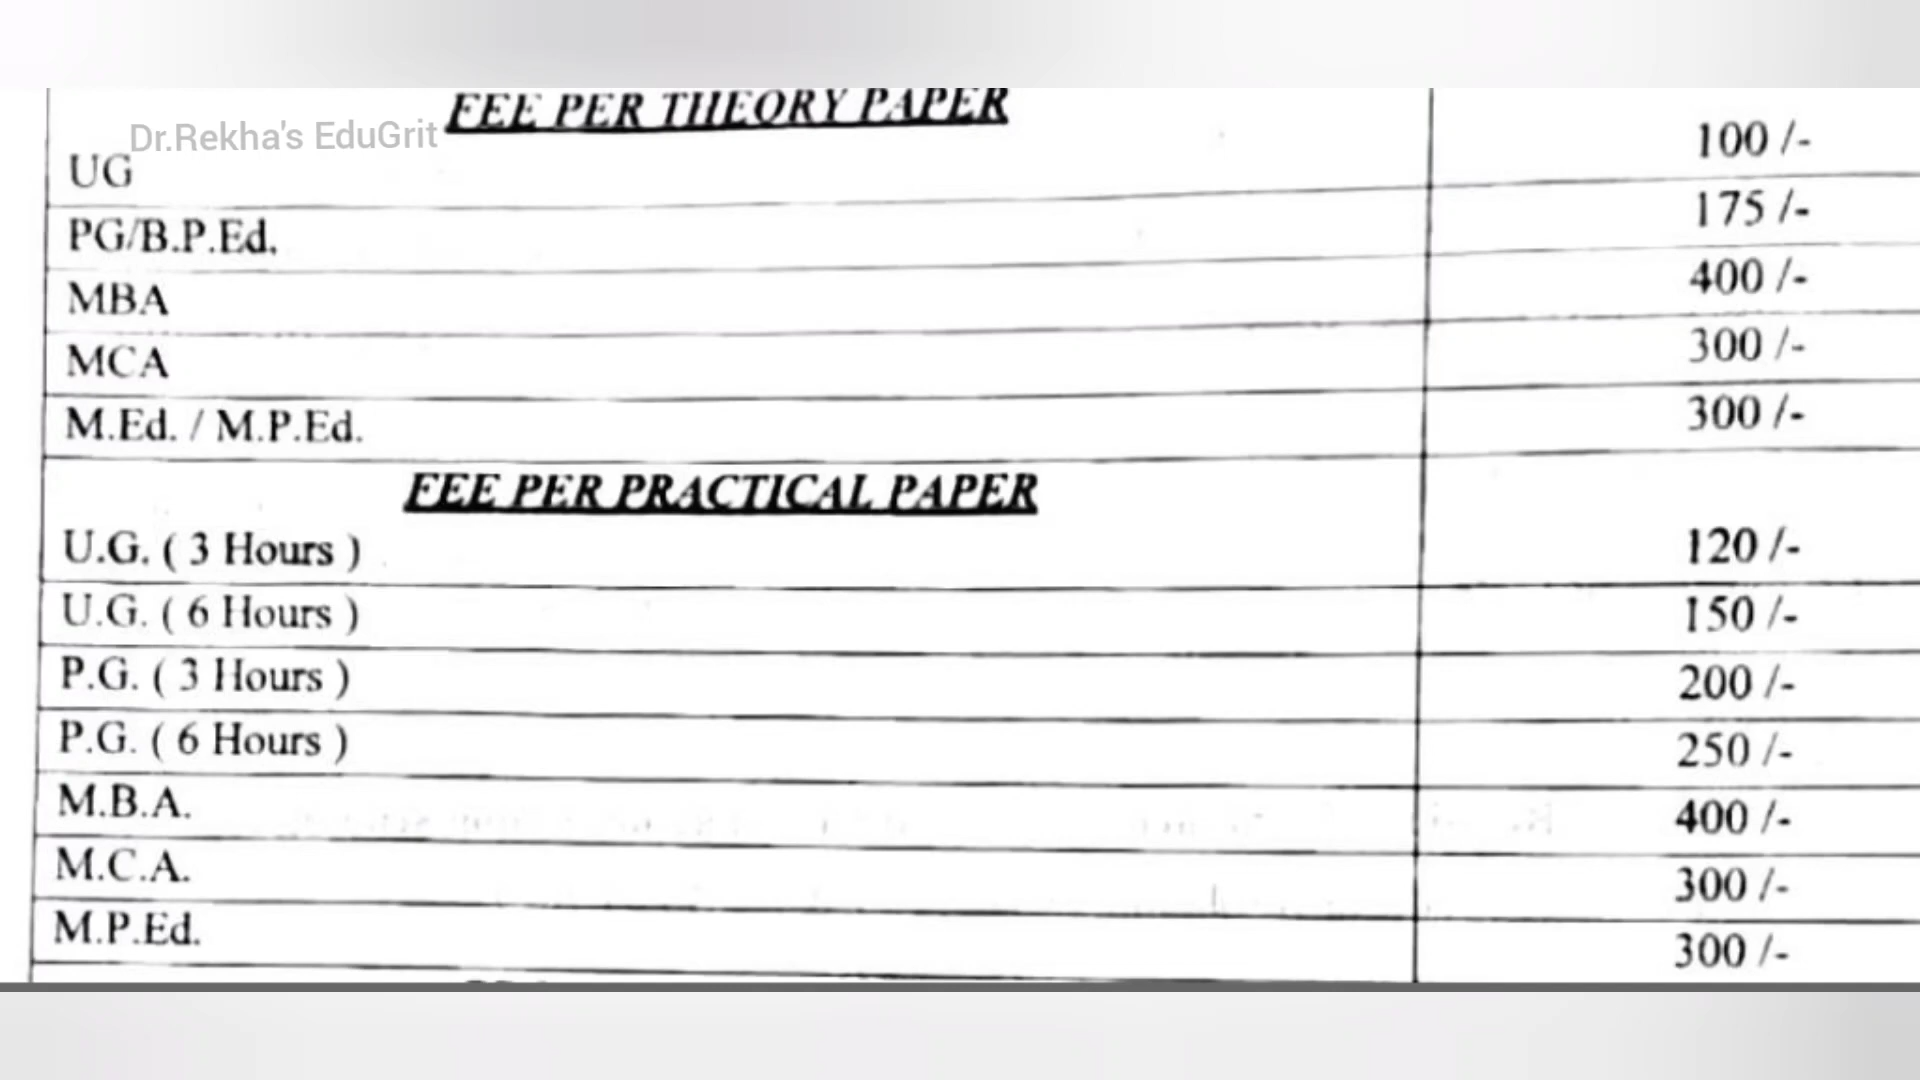 FEE PER THEORY PAPER
Dr.Rekha's EduGrit
UG 100 /-
PG/B.P.Ed. 175 /-
MBA 400 /-
MCA 300 /-
M.Ed. / M.P.Ed. 300 /-
FEE PER PRACTICAL PAPER
U.G. ( 3 Hours ) 120 /-
U.G. ( 6 Hours ) 150 /-
P.G. ( 3 Hours ) 200 /-
P.G. ( 6 Hours ) 250 /-
M.B.A. 400 /-
M.C.A. 300 /-
M.P.Ed. 300 /-